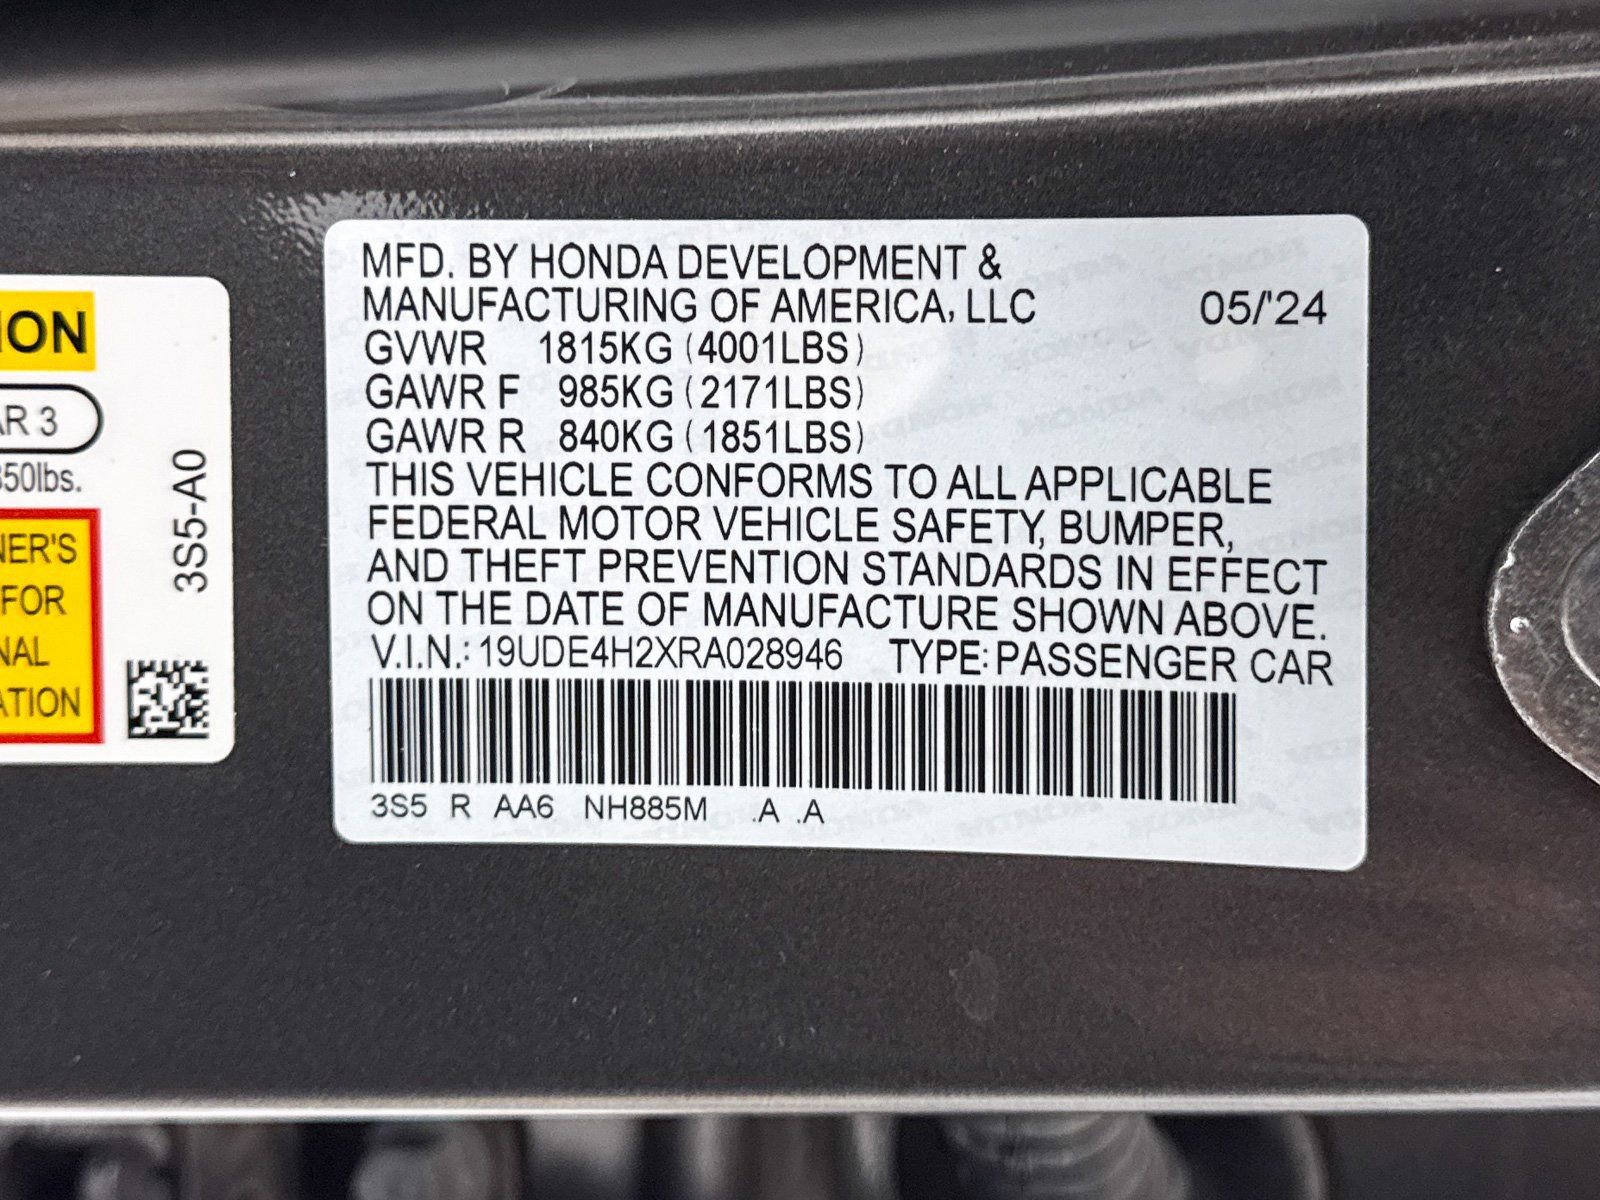 ION
AR 3
350lbs.
NER'S
FOR
NAL
ATION
3S5-A0
MFD. BY HONDA DEVELOPMENT &
MANUFACTURING OF AMERICA, LLC 05/'24
GVWR 1815KG (4001LBS)
GAWR F 985KG (2171LBS)
GAWR R 840KG (1851LBS)
THIS VEHICLE CONFORMS TO ALL APPLICABLE
FEDERAL MOTOR VEHICLE SAFETY, BUMPER,
AND THEFT PREVENTION STANDARDS IN EFFECT
ON THE DATE OF MANUFACTURE SHOWN ABOVE.
V.I.N.: 19UDE4H2XRA028946 TYPE: PASSENGER CAR
3S5 R AA6 NH885M .A .A